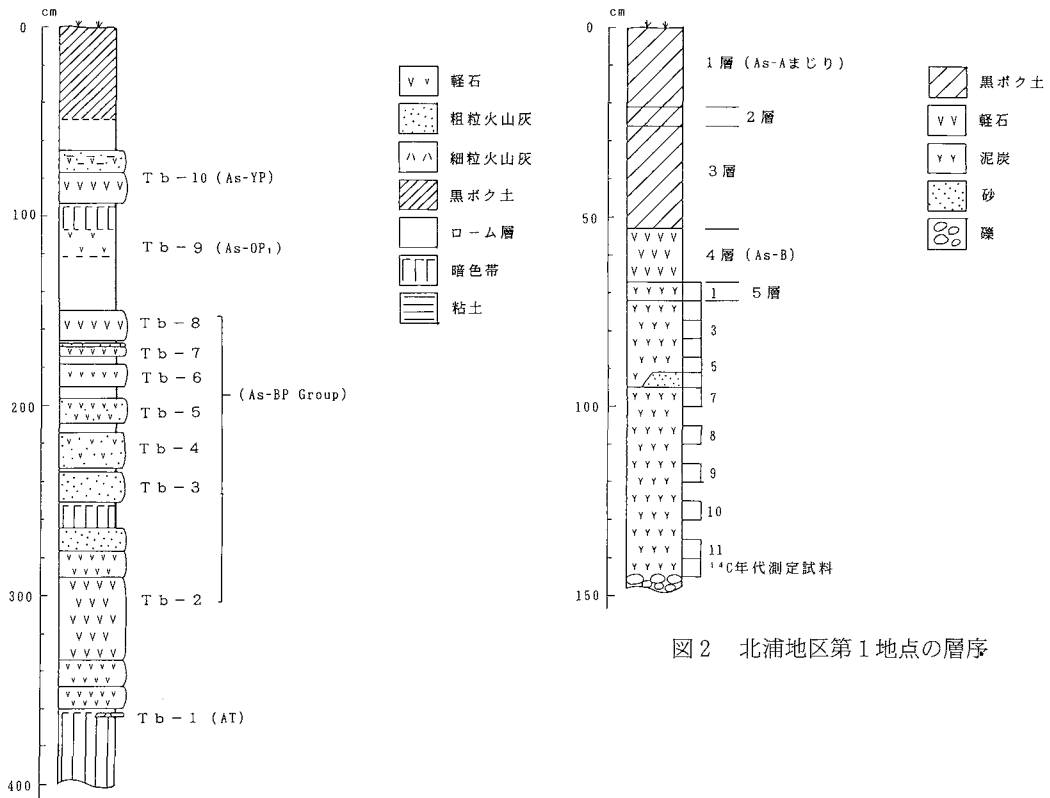 cm
0
100
200
300
400
Tb-10 (As-YP)
Tb-9 (As-OP₁)
Tb-8
Tb-7
Tb-6
(As-BP Group)
Tb-5
Tb-4
Tb-3
Tb-2
Tb-1 (AT)
軽石
粗粒火山灰
細粒火山灰
黒ボク土
ローム層
暗色帯
粘土
cm
0
50
100
150
1層 (As-Aまじり)
2層
3層
4層 (As-B)
5層
1
3
5
7
8
9
10
11
¹⁴C年代測定試料
黒ボク土
軽石
泥炭
砂
礫
図2 北浦地区第1地点の層序